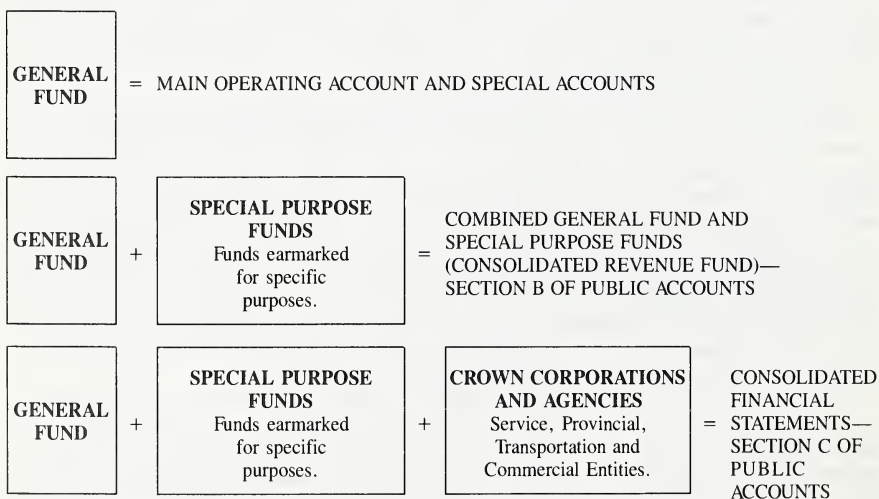 GENERAL
FUND
= MAIN OPERATING ACCOUNT AND SPECIAL ACCOUNTS
GENERAL
FUND
+
SPECIAL PURPOSE
FUNDS
Funds earmarked
for specific
purposes.
=
COMBINED GENERAL FUND AND
SPECIAL PURPOSE FUNDS
(CONSOLIDATED REVENUE FUND)—
SECTION B OF PUBLIC ACCOUNTS
GENERAL
FUND
+
SPECIAL PURPOSE
FUNDS
Funds earmarked
for specific
purposes.
+
CROWN CORPORATIONS
AND AGENCIES
Service, Provincial,
Transportation and
Commercial Entities.
=
CONSOLIDATED
FINANCIAL
STATEMENTS—
SECTION C OF
PUBLIC
ACCOUNTS